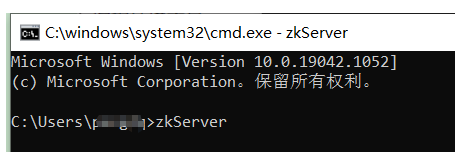 C:\windows\system32\cmd.exe - zkServer
Microsoft Windows [Version 10.0.19042.1052]
(c) Microsoft Corporation。保留所有权利。
C:\Users\>zkServer